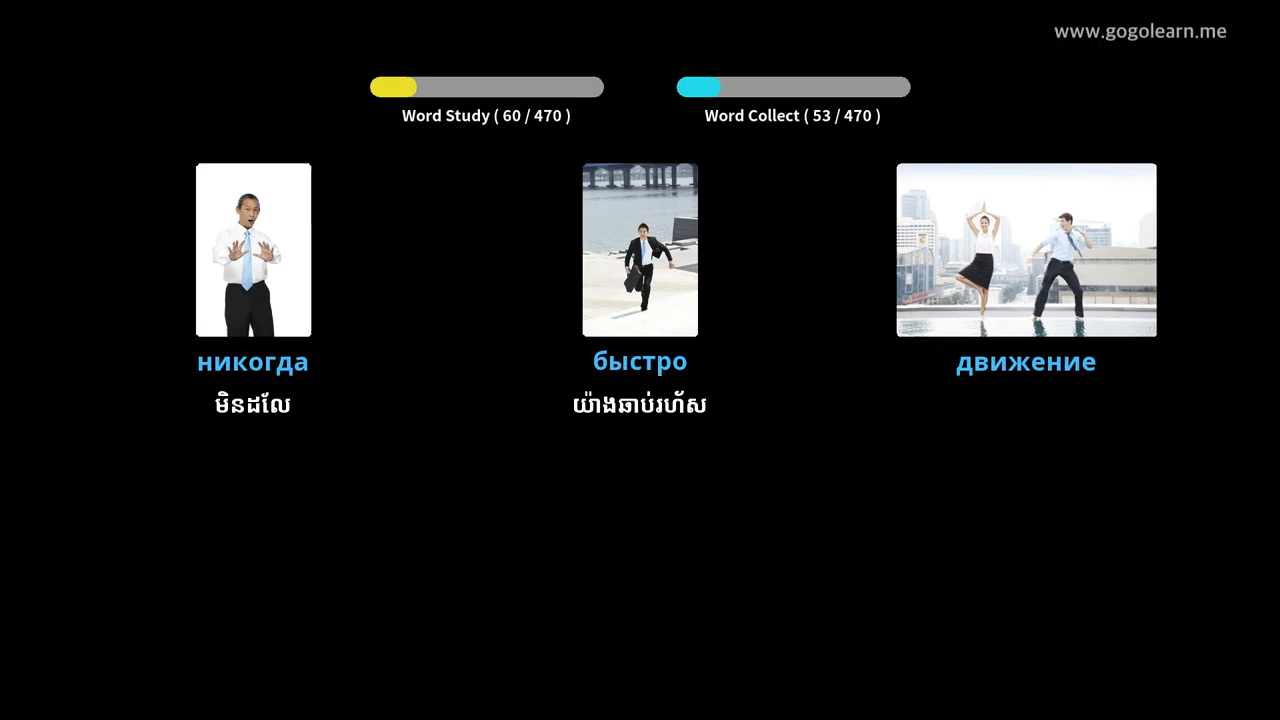 www.gogolearn.me
Word Study ( 60 / 470 )
Word Collect ( 53 / 470 )
никогда
быстро
движение
មិនដលែ
យ៉ាងឆាប់រហ័ស